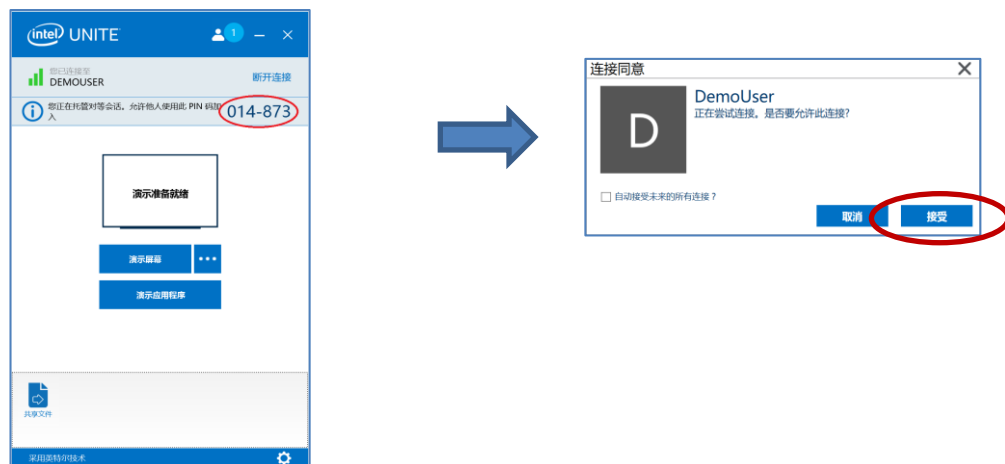 intel UNITE
1
您已连接至
DEMOUSER
断开连接
您正在托管对等会话。允许他人使用此 PIN 码加
入
014-873
演示准备就绪
演示屏幕
演示应用程序
共享文件
采用英特尔技术
连接同意
DemoUser
正在尝试连接。是否要允许此连接?
D
自动接受未来的所有连接?
取消
接受